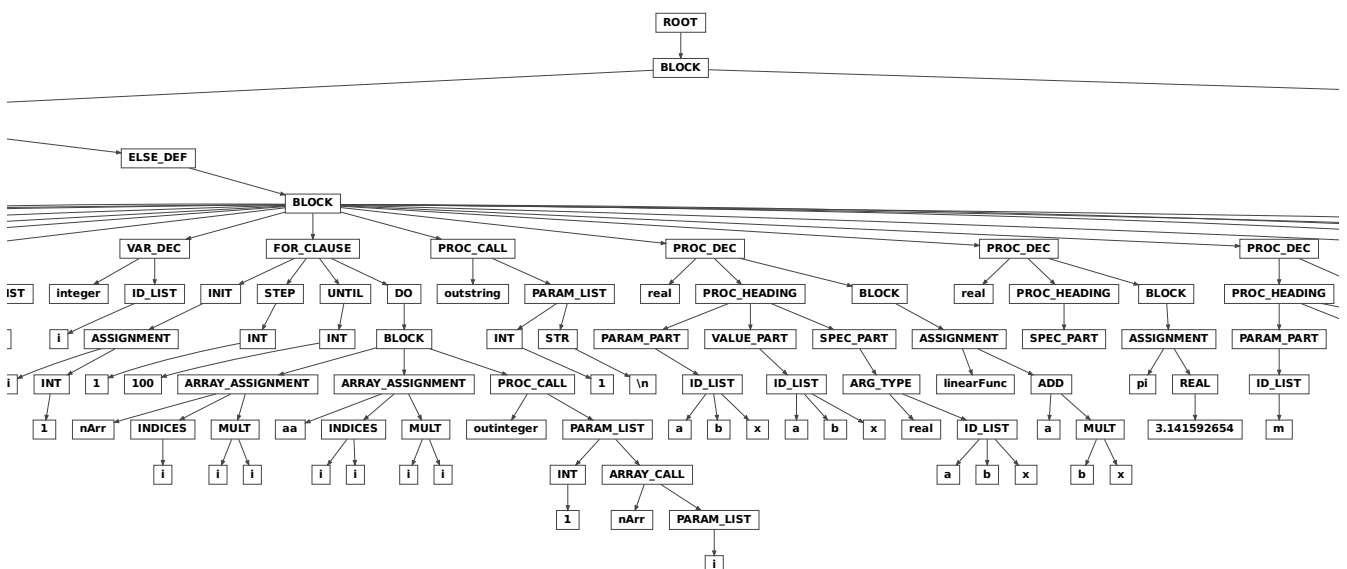 ROOT
BLOCK
ELSE_DEF
BLOCK
VAR_DEC FOR_CLAUSE PROC_CALL PROC_DEC PROC_DEC PROC_DEC
IST integer ID_LIST INIT STEP UNTIL DO outstring PARAM_LIST real PROC_HEADING BLOCK real PROC_HEADING BLOCK PROC_HEADING
i ASSIGNMENT INT INT BLOCK INT STR PARAM_PART VALUE_PART SPEC_PART ASSIGNMENT SPEC_PART ASSIGNMENT PARAM_PART
i INT 1 100 ARRAY_ASSIGNMENT ARRAY_ASSIGNMENT PROC_CALL 1 \n ID_LIST ID_LIST ARG_TYPE linearFunc ADD pi REAL ID_LIST
1 nArr INDICES MULT aa INDICES MULT outinteger PARAM_LIST a b x a b x real ID_LIST a MULT 3.141592654 m
i i i i i i i INT ARRAY_CALL a b x b x
1 nArr PARAM_LIST
i